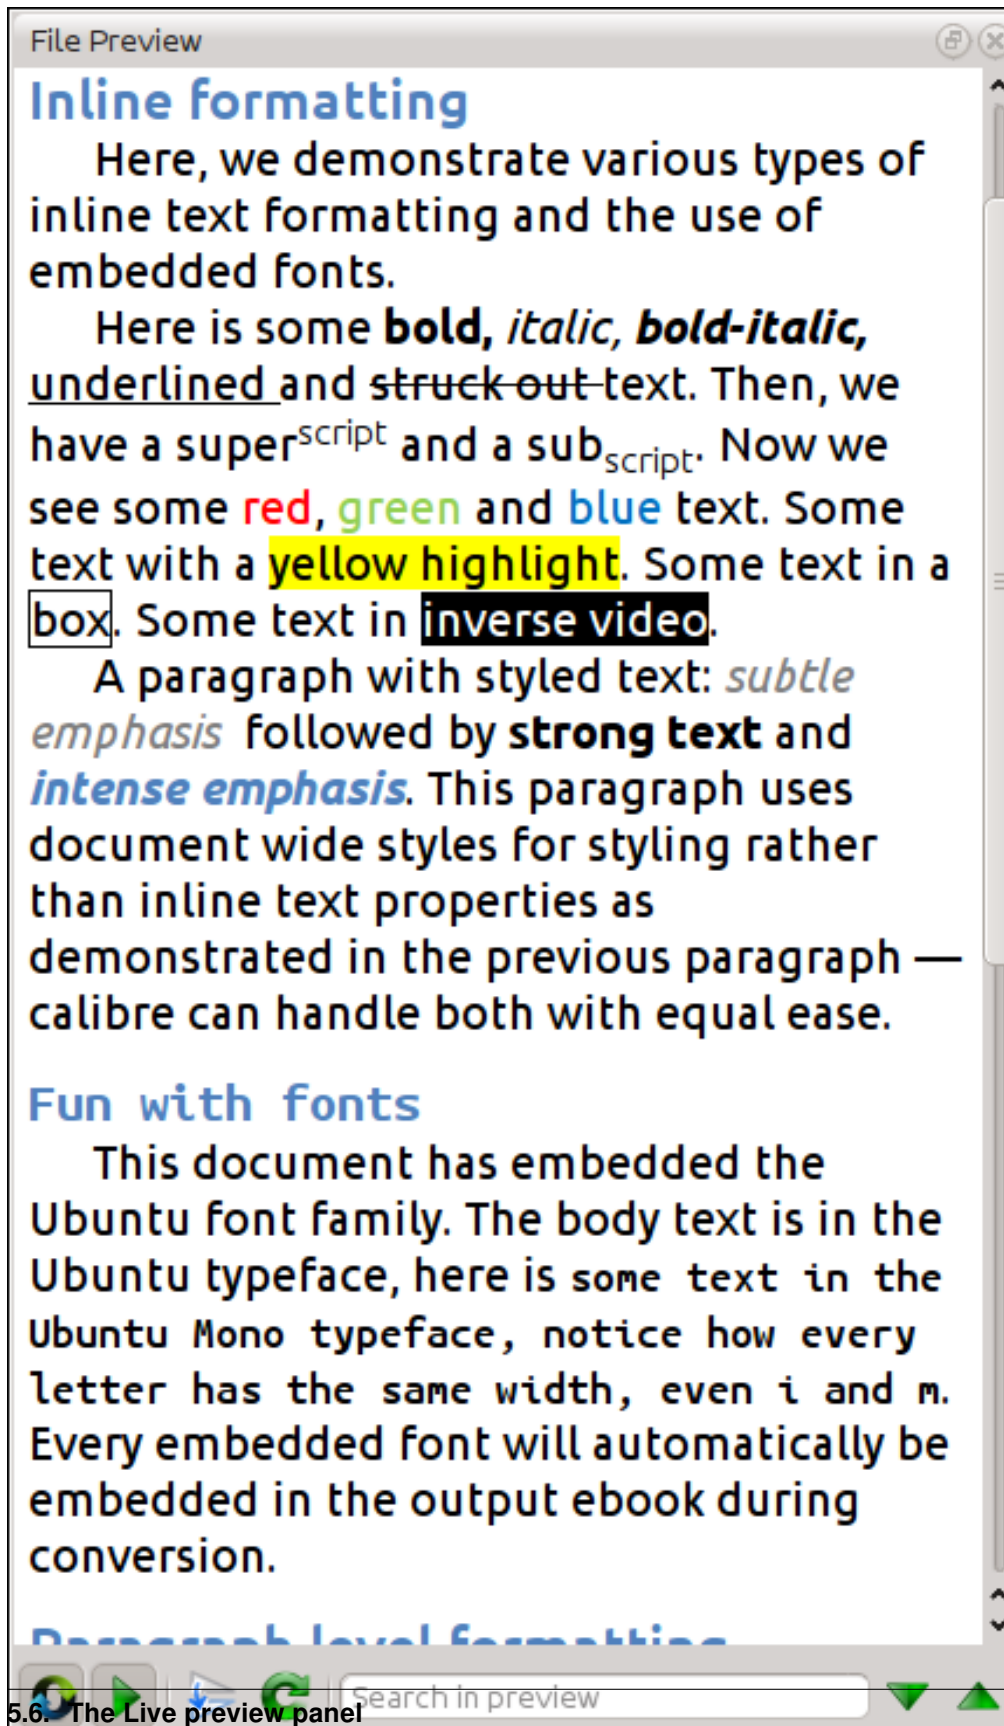 File Preview
Inline formatting
Here, we demonstrate various types of
inline text formatting and the use of
embedded fonts.
Here is some bold, italic, bold-italic,
underlined and struck out text. Then, we
have a superscript and a subscript. Now we
see some red, green and blue text. Some
text with a yellow highlight. Some text in a
box. Some text in inverse video.
A paragraph with styled text: subtle
emphasis followed by strong text and
intense emphasis. This paragraph uses
document wide styles for styling rather
than inline text properties as
demonstrated in the previous paragraph —
calibre can handle both with equal ease.
Fun with fonts
This document has embedded the
Ubuntu font family. The body text is in the
Ubuntu typeface, here is some text in the
Ubuntu Mono typeface, notice how every
letter has the same width, even i and m.
Every embedded font will automatically be
embedded in the output ebook during
conversion.
Paragraph level formatting
Search in preview
5.6. The Live preview panel